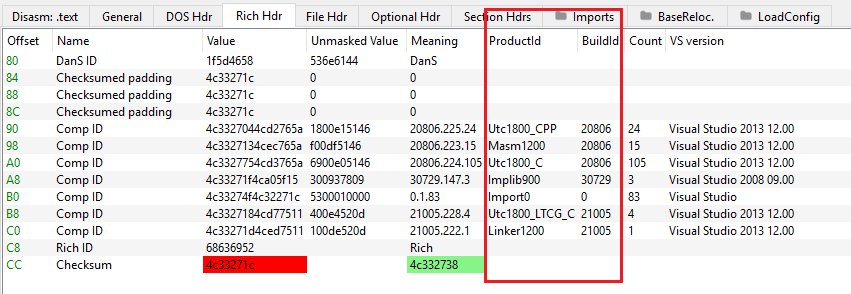 Disasm: .text General DOS Hdr Rich Hdr File Hdr Optional Hdr Section Hdrs Imports BaseReloc. LoadConfig
Offset Name Value Unmasked Value Meaning ProductId BuildId Count VS version
80 DanS ID 1f5d4658 536e6144 DanS
84 Checksumed padding 4c33271c 0 0
88 Checksumed padding 4c33271c 0 0
8C Checksumed padding 4c33271c 0 0
90 Comp ID 4c3327044cd2765a 1800e15146 20806.225.24 Utc1800_CPP 20806 24 Visual Studio 2013 12.00
98 Comp ID 4c3327134cec765a f00df5146 20806.223.15 Masm1200 20806 15 Visual Studio 2013 12.00
A0 Comp ID 4c3327754cd3765a 6900e05146 20806.224.105 Utc1800_C 20806 105 Visual Studio 2013 12.00
A8 Comp ID 4c33271f4ca05f15 300937809 30729.147.3 Implib900 30729 3 Visual Studio 2008 09.00
B0 Comp ID 4c33274f4c32271c 5300010000 0.1.83 Import0 0 83 Visual Studio
B8 Comp ID 4c3327184cd77511 400e4520d 21005.228.4 Utc1800_LTCG_C 21005 4 Visual Studio 2013 12.00
C0 Comp ID 4c33271d4ced7511 100de520d 21005.222.1 Linker1200 21005 1 Visual Studio 2013 12.00
C8 Rich ID 68636952 Rich
CC Checksum 4c33271c 4c332738